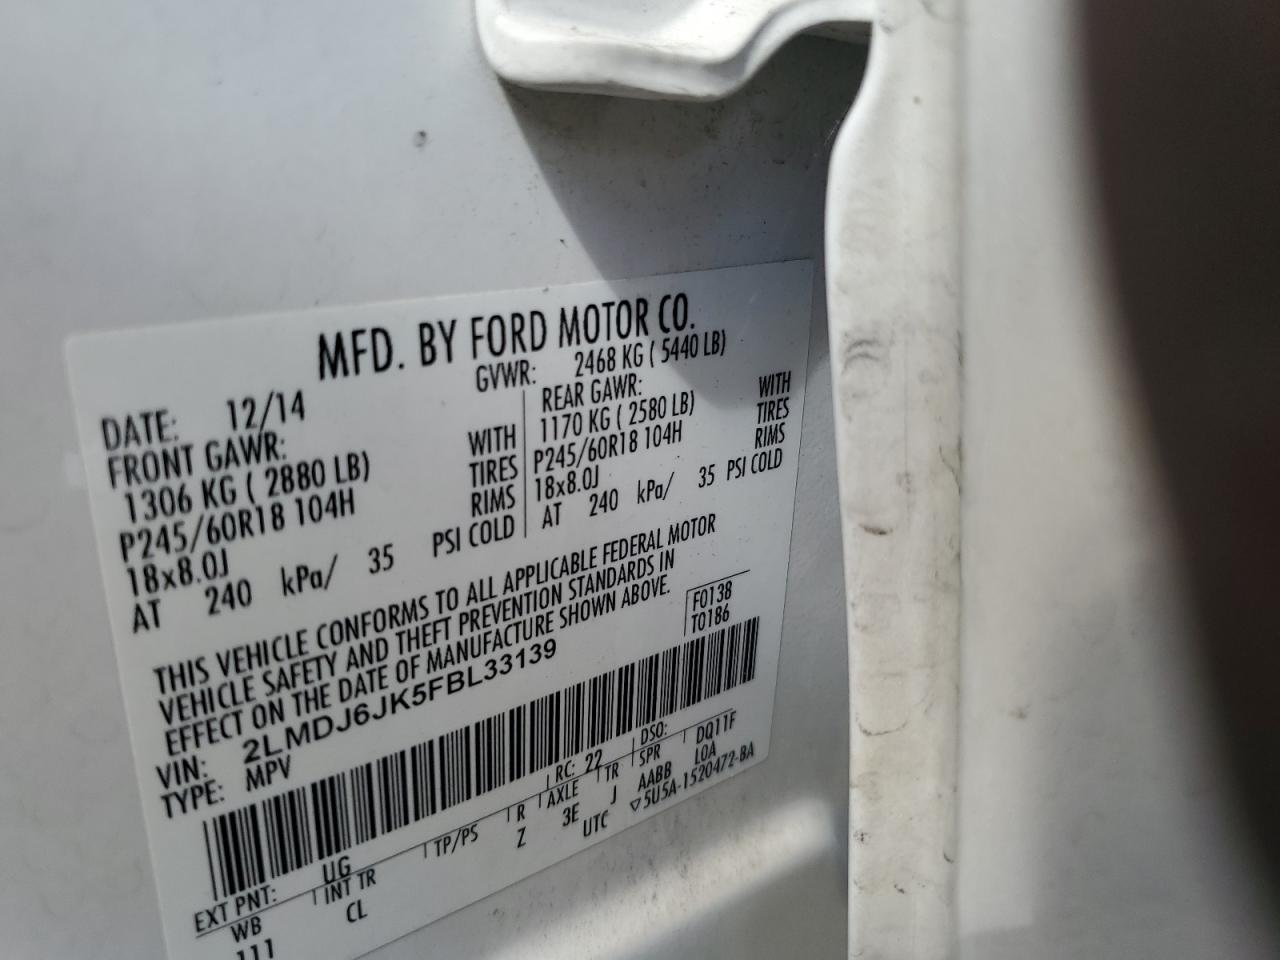 MFD. BY FORD MOTOR CO.
DATE: 12/14 GVWR: 2468 KG ( 5440 LB)
FRONT GAWR: REAR GAWR:
1306 KG ( 2880 LB) WITH 1170 KG ( 2580 LB) WITH
P245/60R18 104H TIRES P245/60R18 104H TIRES
18x8.0J RIMS 18x8.0J RIMS
AT 240 kPa/ 35 PSI COLD AT 240 kPa/ 35 PSI COLD
THIS VEHICLE CONFORMS TO ALL APPLICABLE FEDERAL MOTOR
VEHICLE SAFETY AND THEFT PREVENTION STANDARDS IN
EFFECT ON THE DATE OF MANUFACTURE SHOWN ABOVE.
F0138
T0186
VIN: 2LMDJ6JK5FBL33139
TYPE: MPV
EXT PNT: UG RC: 22 DSO:
WB INT TR TP/PS R AXLE TR SPR DQ11F
111 CL Z 3E J AABB LOA
UTC ▽5U5A-1520472-BA